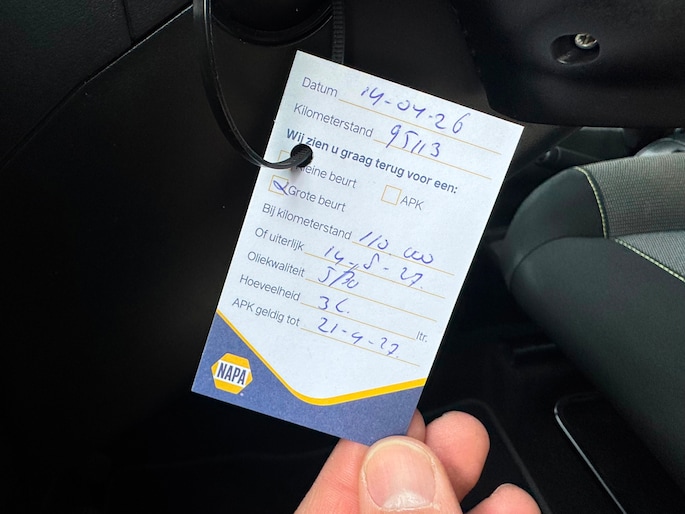 Datum 14-04-26
Kilometerstand 95113
Wij zien u graag terug voor een:
Kleine beurt APK
Grote beurt
Bij kilometerstand 110.000
Of uiterlijk 14-5-27.
Oliekwaliteit 5/30
Hoeveelheid 3L. ltr.
APK geldig tot 21-4-27.
NAPA